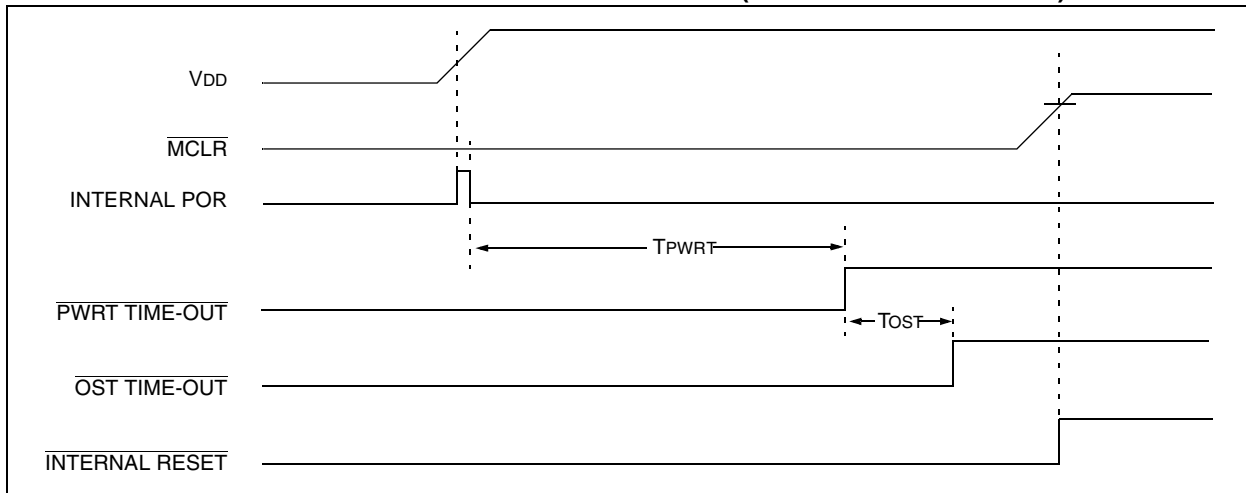 VDD
MCLR
INTERNAL POR
TPWRT
PWRT TIME-OUT
TOST
OST TIME-OUT
INTERNAL RESET